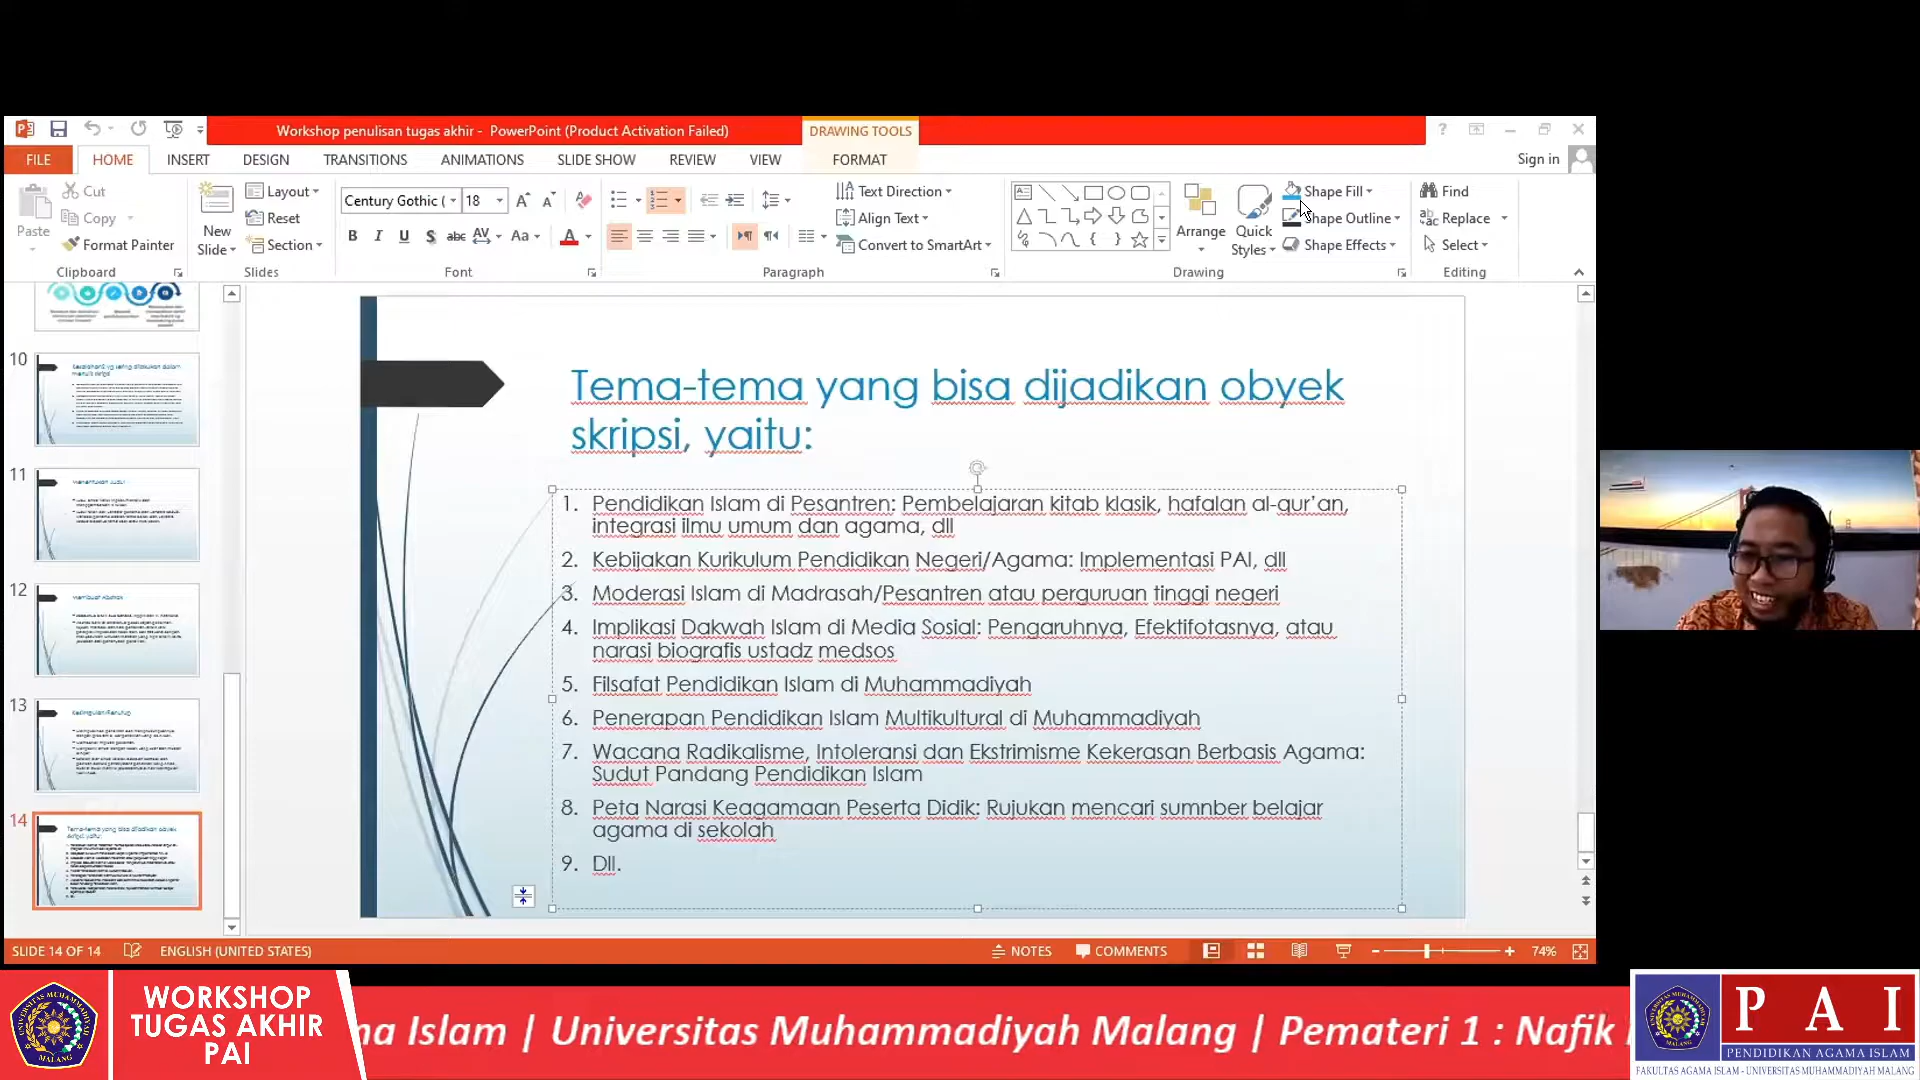 Workshop penulisan tugas akhir - PowerPoint (Product Activation Failed)
DRAWING TOOLS
FILE
HOME
INSERT
DESIGN
TRANSITIONS
ANIMATIONS
SLIDE SHOW
REVIEW
VIEW
FORMAT
Sign in
Paste
Cut
Copy
Format Painter
Clipboard
New Slide
Layout
Reset
Section
Slides
Century Gothic (
18
Font
Text Direction
Align Text
Convert to SmartArt
Paragraph
Arrange
Quick Styles
Shape Fill
Shape Outline
Shape Effects
Drawing
Find
Replace
Select
Editing
10
11
12
13
14
Tema-tema yang bisa dijadikan obyek
skripsi, yaitu:
1. Pendidikan Islam di Pesantren: Pembelajaran kitab klasik, hafalan al-qur'an,
integrasi ilmu umum dan agama, dll
2. Kebijakan Kurikulum Pendidikan Negeri/Agama: Implementasi PAI, dll
3. Moderasi Islam di Madrasah/Pesantren atau perguruan tinggi negeri
4. Implikasi Dakwah Islam di Media Sosial: Pengaruhnya, Efektifotasnya, atau
narasi biografis ustadz medsos
5. Filsafat Pendidikan Islam di Muhammadiyah
6. Penerapan Pendidikan Islam Multikultural di Muhammadiyah
7. Wacana Radikalisme, Intoleransi dan Ekstrimisme Kekerasan Berbasis Agama:
Sudut Pandang Pendidikan Islam
8. Peta Narasi Keagamaan Peserta Didik: Rujukan mencari sumnber belajar
agama di sekolah
9. Dll.
SLIDE 14 OF 14
ENGLISH (UNITED STATES)
NOTES
COMMENTS
74%
WORKSHOP
TUGAS AKHIR
PAI
ma Islam | Universitas Muhammadiyah Malang | Pemateri 1 : Nafik
PAI
PENDIDIKAN AGAMA ISLAM
FAKULTAS AGAMA ISLAM - UNIVERSITAS MUHAMMADIYAH MALANG